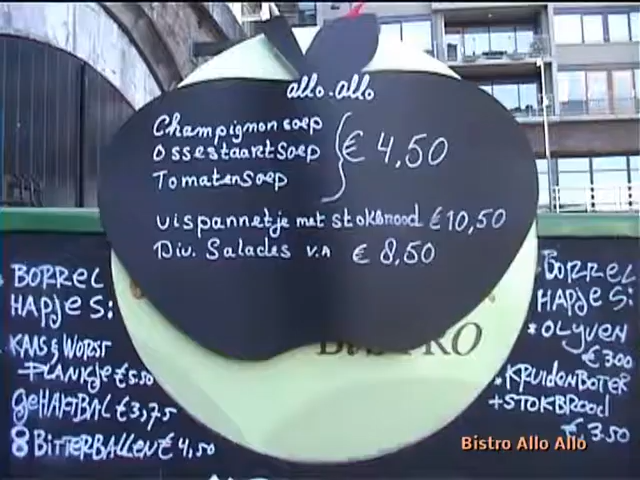 allo-allo
Champignonsoep
Ossestaartsoep € 4,50
Tomatensoep
vispannetje met stokbrood € 10,50
Div. Salades v.a € 8,50
BORREL
HAPJES:
KAAS & WORST
PLANKJE € 5.50
geHAKTBAL € 3,75
8 BITTERBALLEN € 4,50
BISTRO
BORREL
HAPJES:
* OLYVEN
€ 3.00
* KRUIDENBOTER
+ STOKBROOD
€ 3.50
Bistro Allo Allo